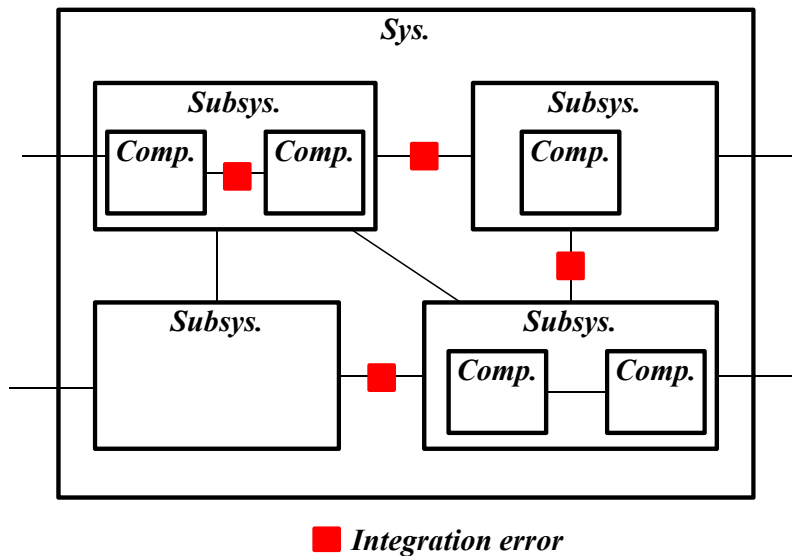 Sys.
Subsys.
Subsys.
Comp.
Comp.
Comp.
Subsys.
Subsys.
Comp.
Comp.
Integration error